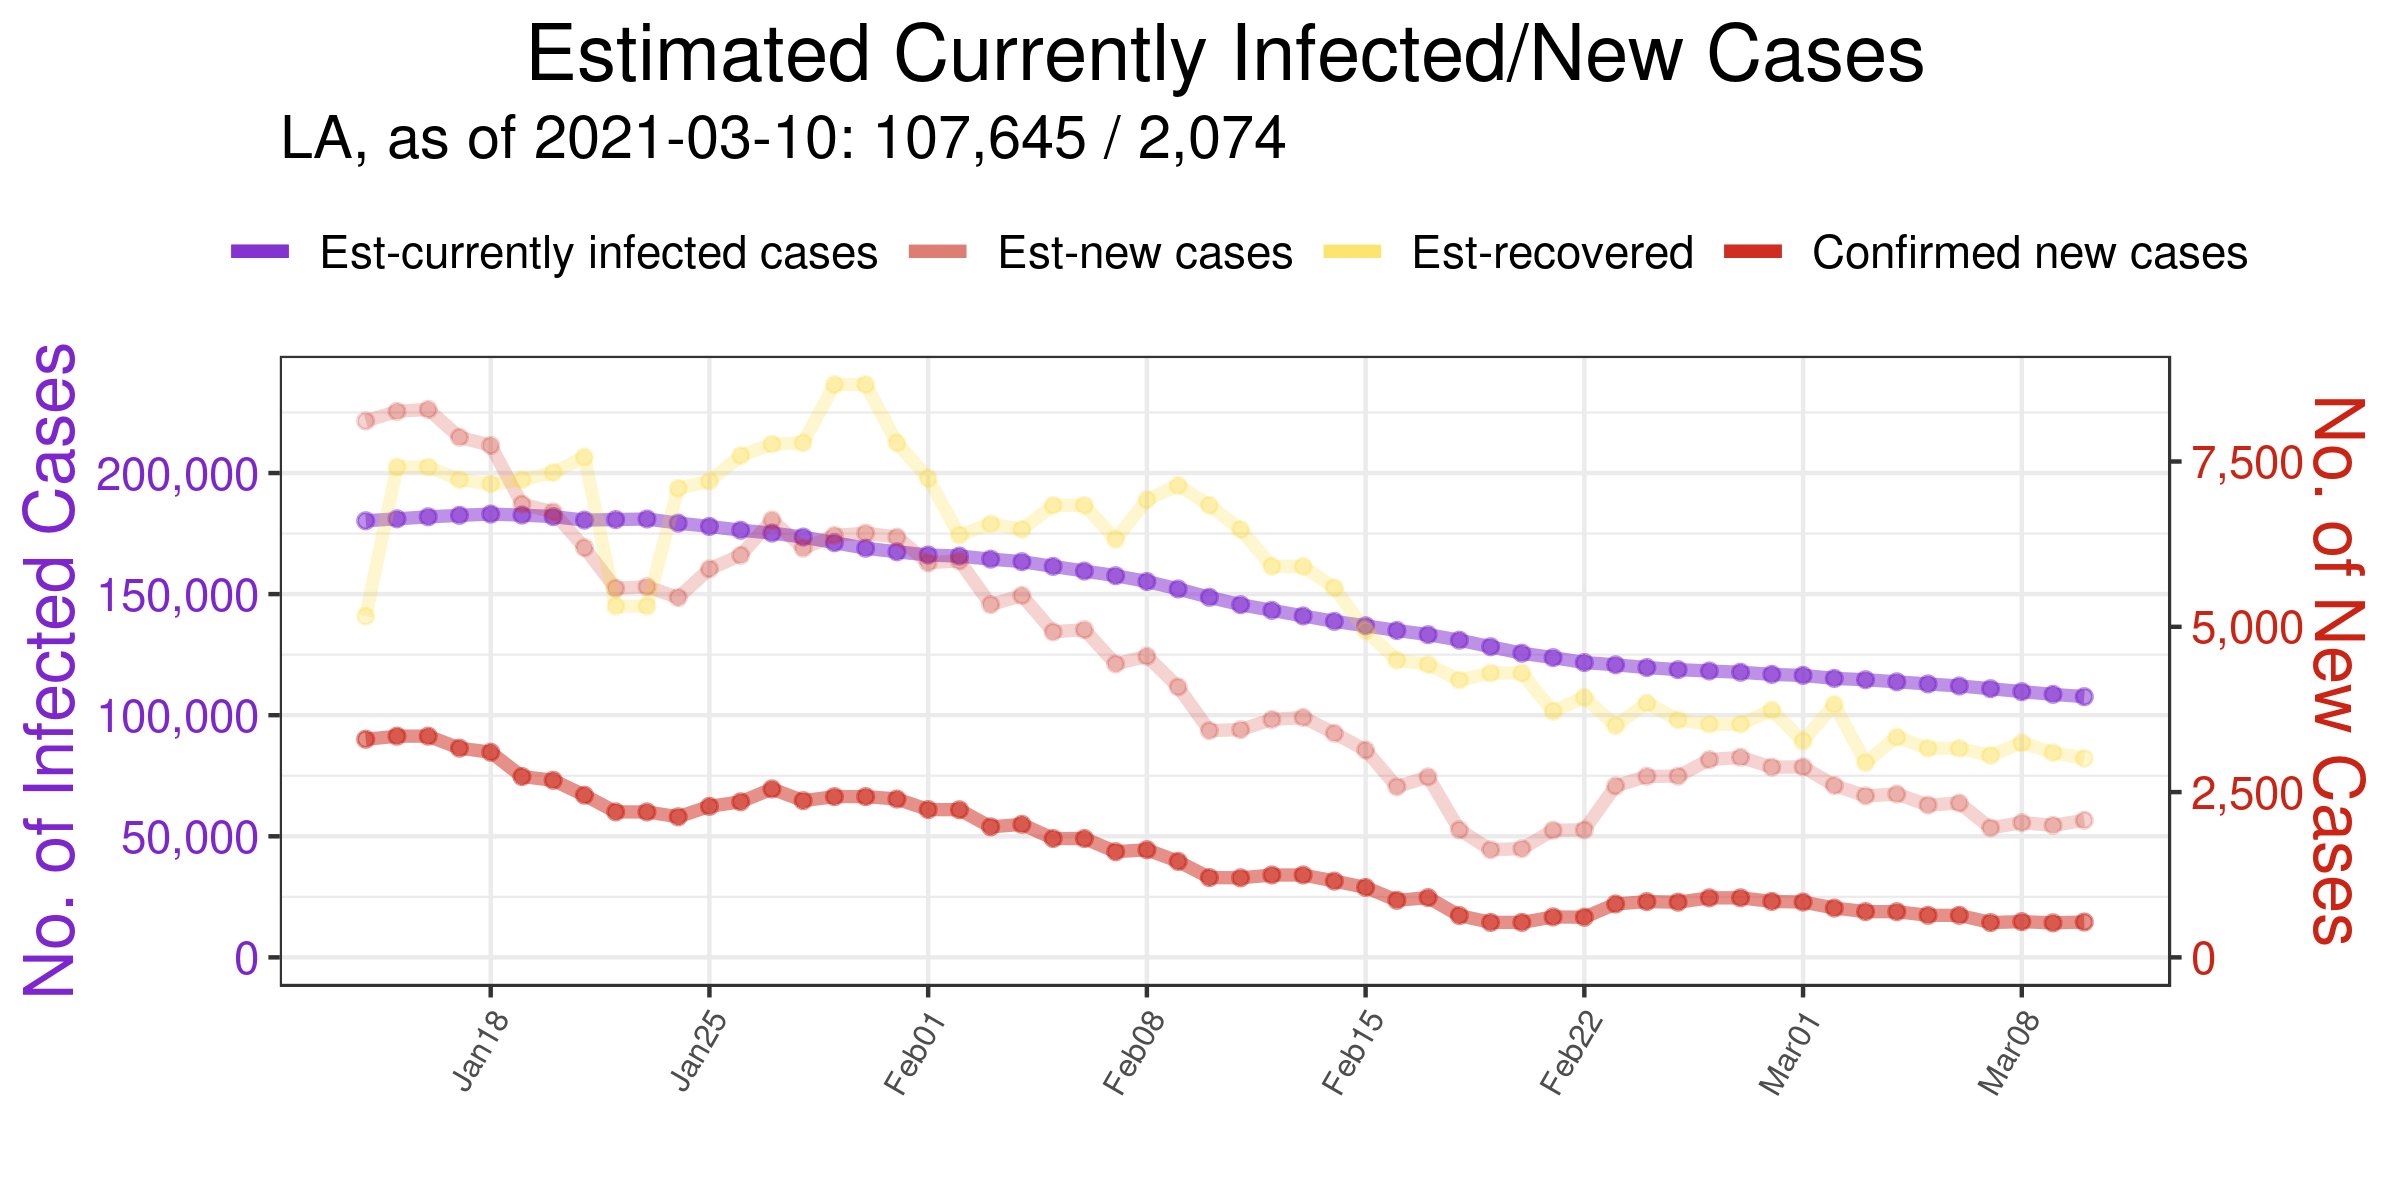 Estimated Currently Infected/New Cases
LA, as of 2021-03-10: 107,645 / 2,074
Est-currently infected cases Est-new cases Est-recovered Confirmed new cases
No. of Infected Cases
200,000
150,000
100,000
50,000
0
7,500
5,000
2,500
0
No. of New Cases
Jan18 Jan25 Feb01 Feb08 Feb15 Feb22 Mar01 Mar08